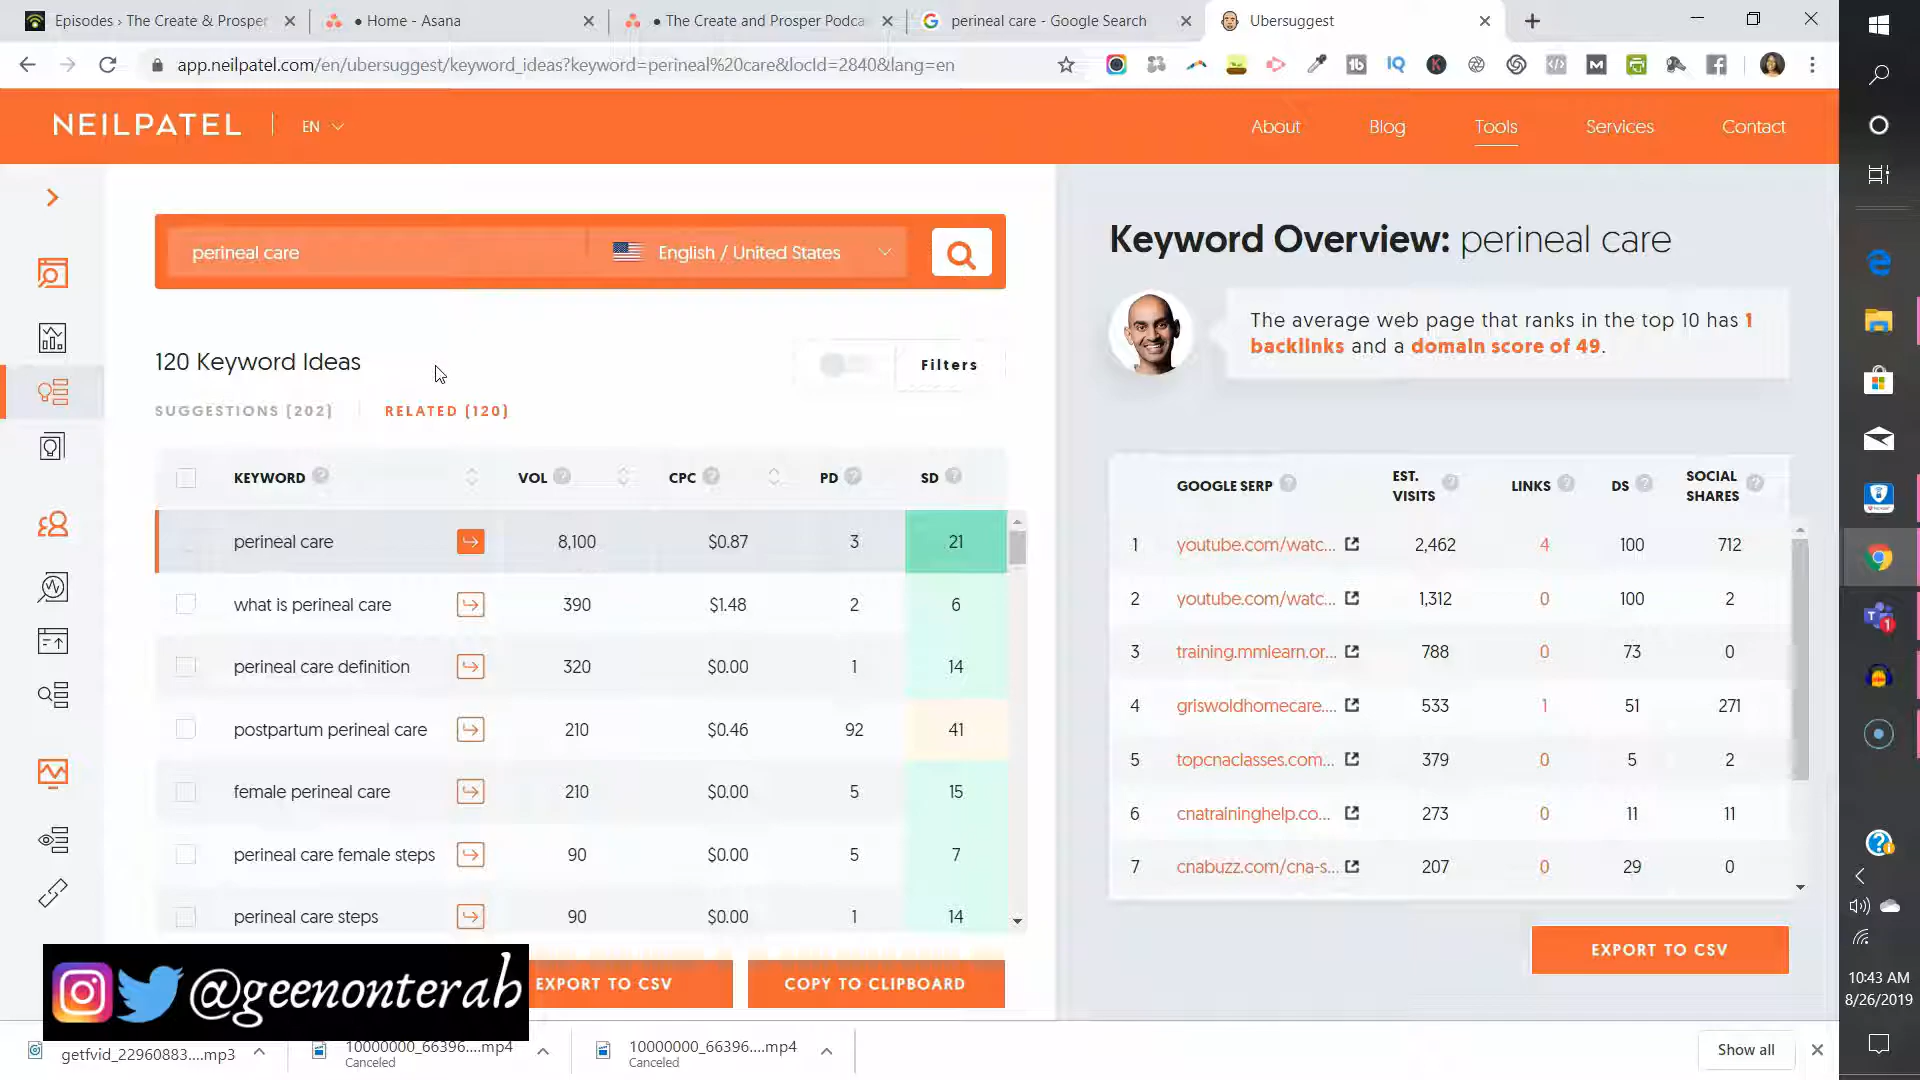 Episodes › The Create & Prosper
• Home - Asana
• The Create and Prosper Podca
perineal care - Google Search
Ubersuggest
app.neilpatel.com/en/ubersuggest/keyword_ideas?keyword=perineal%20care&locId=2840&lang=en
NEILPATEL
EN
About
Blog
Tools
Services
Contact
perineal care
English / United States
120 Keyword Ideas
Filters
SUGGESTIONS (202)
RELATED (120)
KEYWORD VOL CPC PD SD
perineal care 8,100 $0.87 3 21
what is perineal care 390 $1.48 2 6
perineal care definition 320 $0.00 1 14
postpartum perineal care 210 $0.46 92 41
female perineal care 210 $0.00 5 15
perineal care female steps 90 $0.00 5 7
perineal care steps 90 $0.00 1 14
EXPORT TO CSV
COPY TO CLIPBOARD
Keyword Overview: perineal care
The average web page that ranks in the top 10 has 1
backlinks and a domain score of 49.
GOOGLE SERP EST. VISITS LINKS DS SOCIAL SHARES
1 youtube.com/watc... 2,462 4 100 712
2 youtube.com/watc... 1,312 0 100 2
3 training.mmlearn.or... 788 0 73 0
4 griswoldhomecare.... 533 1 51 271
5 topcnaclasses.com... 379 0 5 2
6 cnatraininghelp.co... 273 0 11 11
7 cnabuzz.com/cna-s... 207 0 29 0
EXPORT TO CSV
@geenonterah
getfvid_22960883....mp3
10000000_66396....mp4
Canceled
10000000_66396....mp4
Canceled
Show all
10:43 AM
8/26/2019